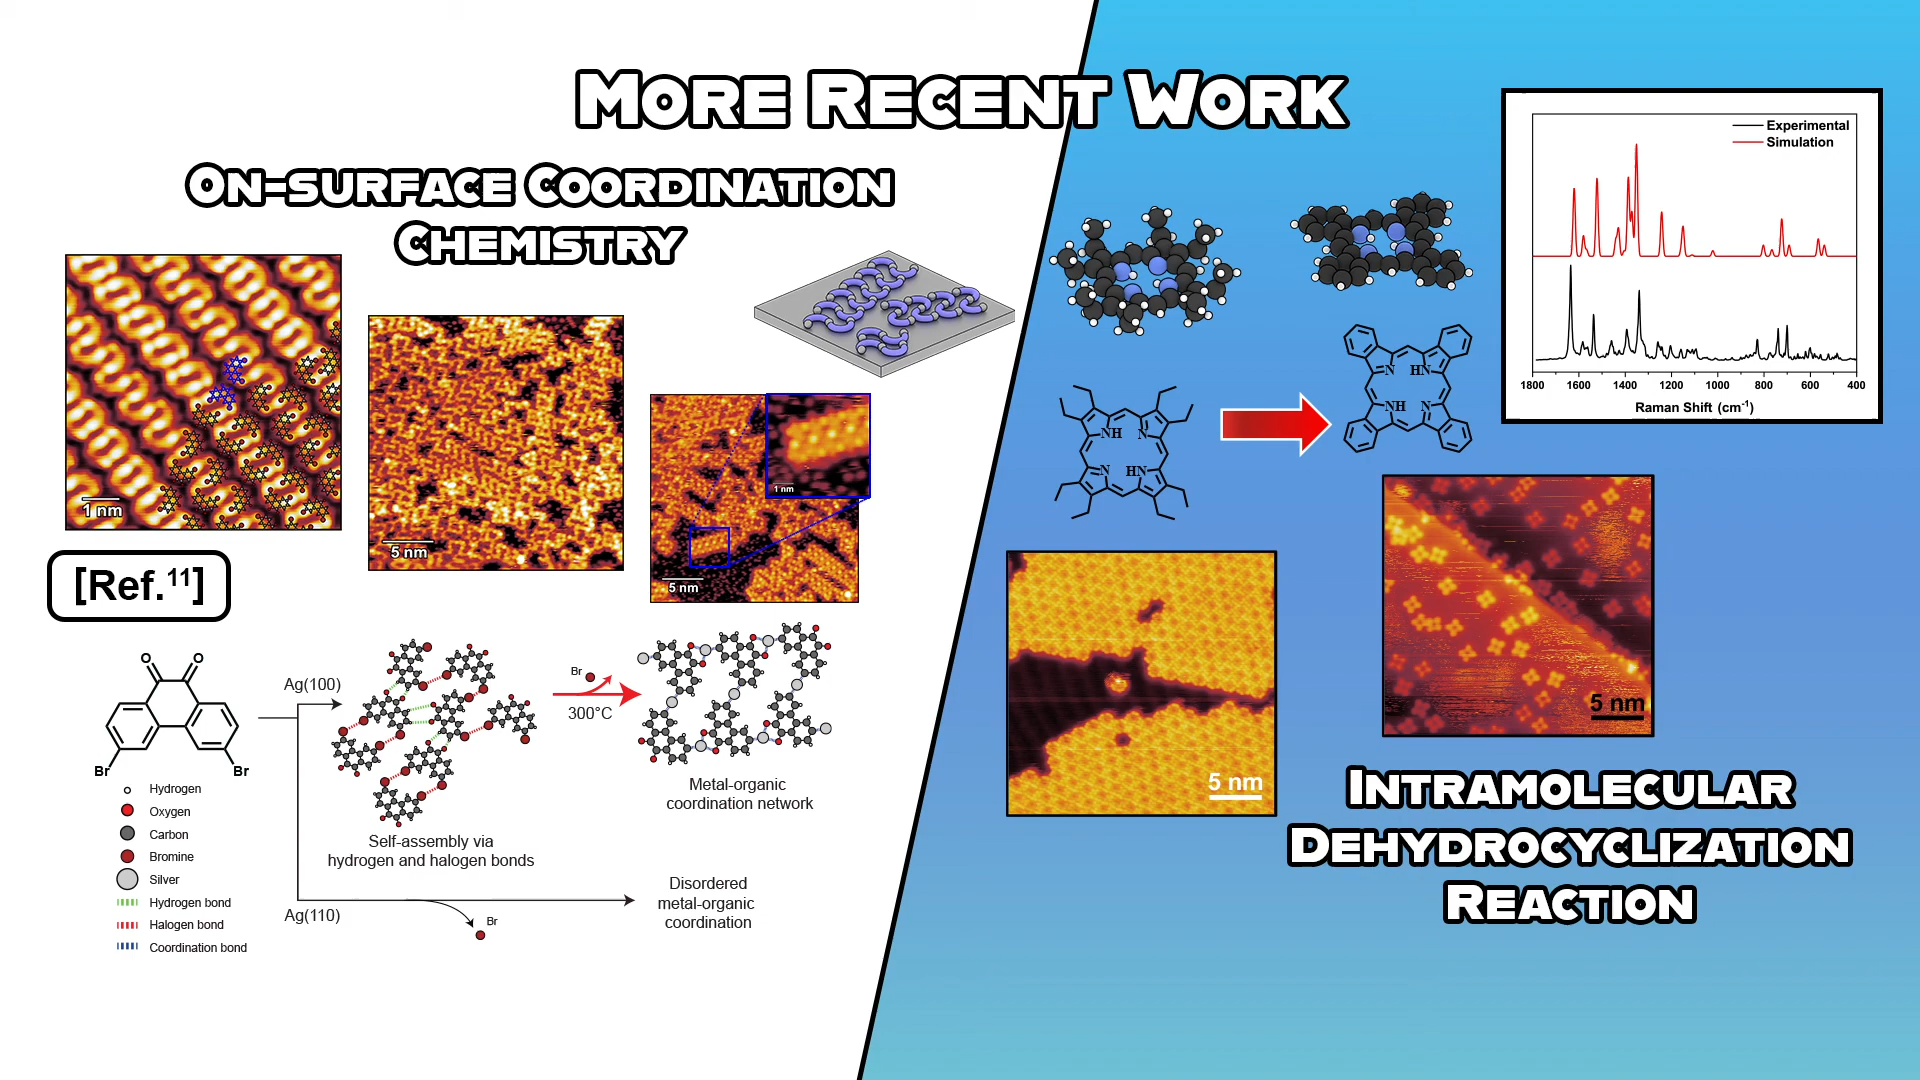 More Recent Work
On-surface Coordination
Chemistry
1 nm
5 nm
1 nm
5 nm
[Ref.¹¹]
O O
Br Br
Ag(100)
Ag(110)
Hydrogen
Oxygen
Carbon
Bromine
Silver
Hydrogen bond
Halogen bond
Coordination bond
Self-assembly via
hydrogen and halogen bonds
Br
300°C
Metal-organic
coordination network
Br
Disordered
metal-organic
coordination
NH N
N HN
N HN
NH N
Experimental
Simulation
1800 1600 1400 1200 1000 800 600 400
Raman Shift (cm⁻¹)
5 nm
5 nm
Intramolecular
Dehydrocyclization
Reaction